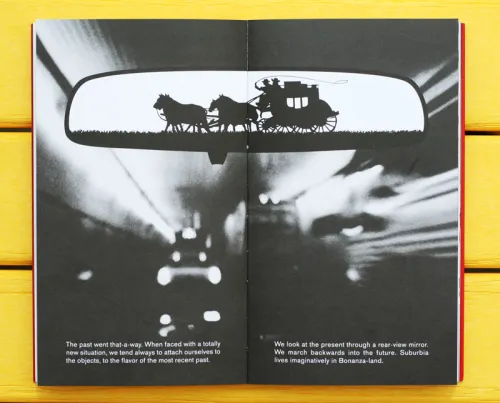 The past went that-a-way. When faced with a totally
new situation, we tend always to attach ourselves to
the objects, to the flavor of the most recent past.
We look at the present through a rear-view mirror.
We march backwards into the future. Suburbia
lives imaginatively in Bonanza-land.